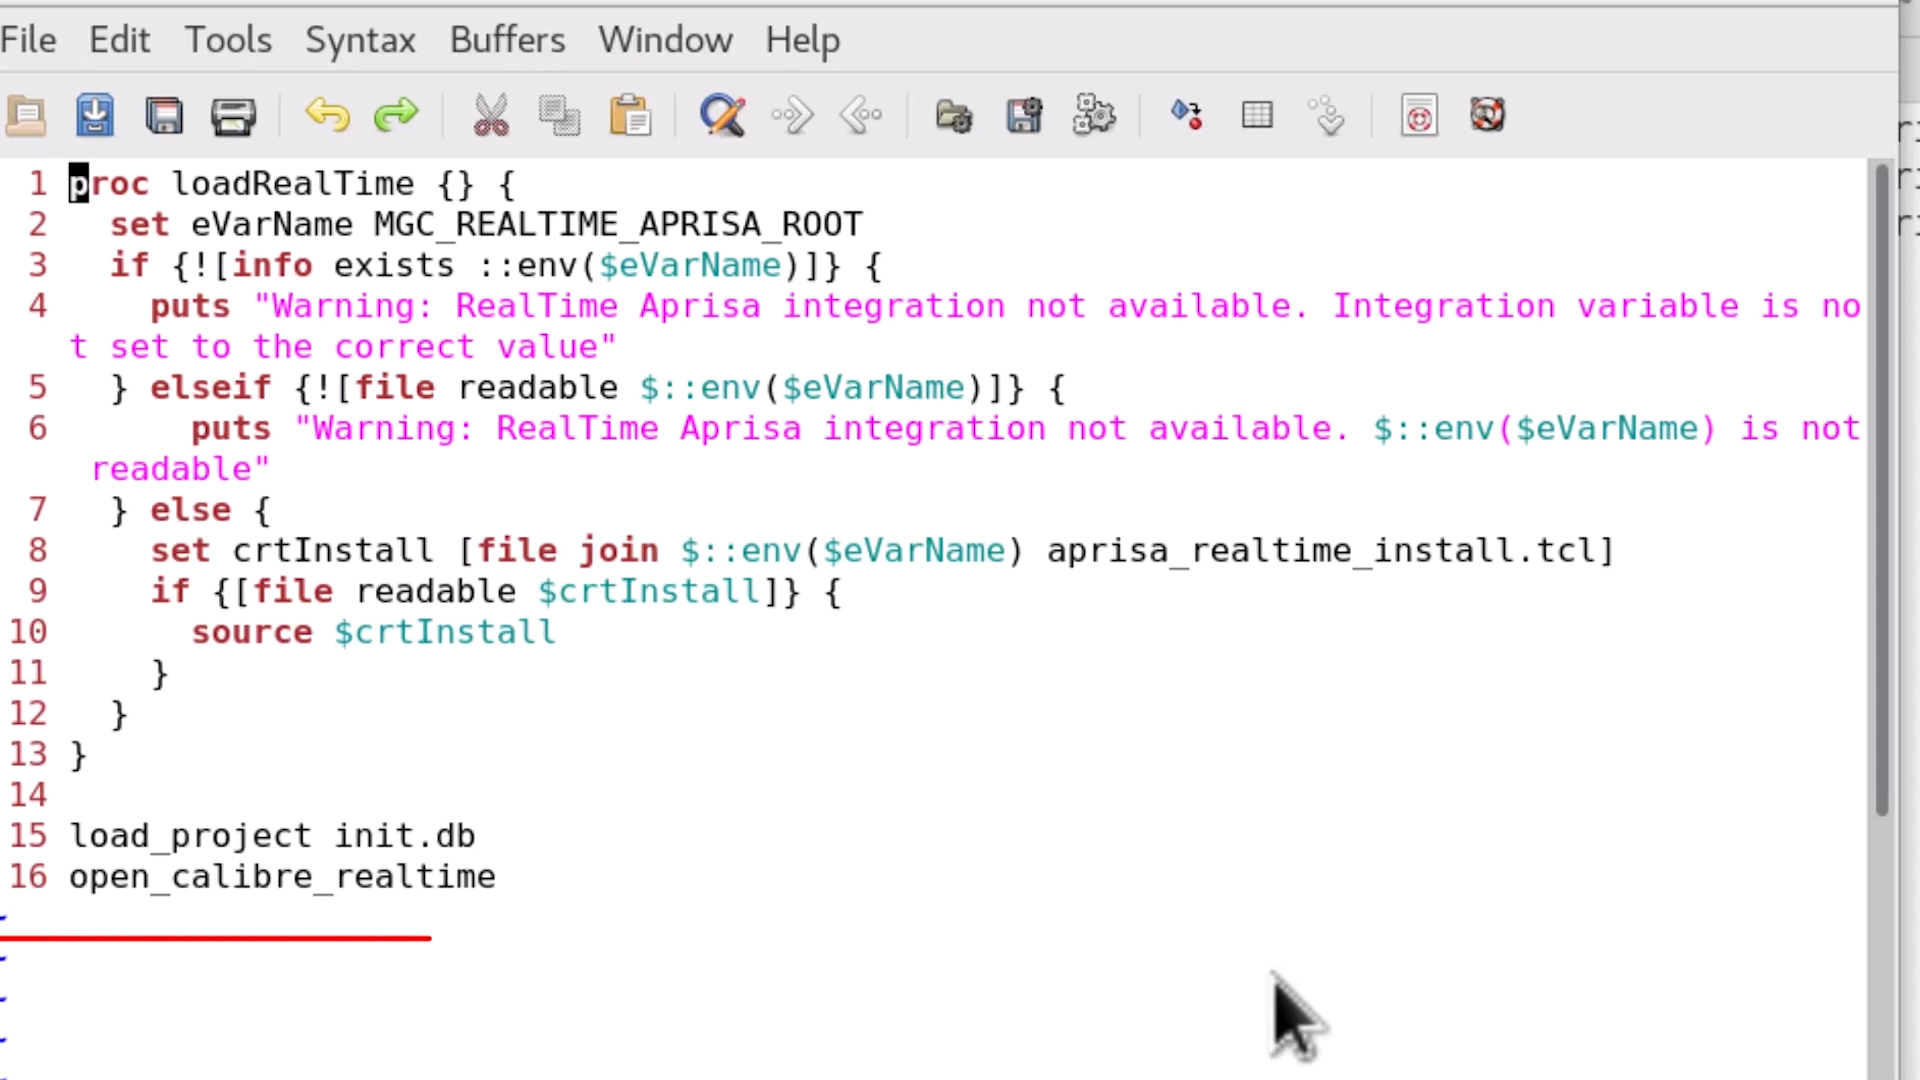 File Edit Tools Syntax Buffers Window Help
1 proc loadRealTime {} {
2 set eVarName MGC_REALTIME_APRISA_ROOT
3 if {![info exists ::env($eVarName)]} {
4 puts "Warning: RealTime Aprisa integration not available. Integration variable is no
t set to the correct value"
5 } elseif {![file readable $::env($eVarName)]} {
6 puts "Warning: RealTime Aprisa integration not available. $::env($eVarName) is not
readable"
7 } else {
8 set crtInstall [file join $::env($eVarName) aprisa_realtime_install.tcl]
9 if {[file readable $crtInstall]} {
10 source $crtInstall
11 }
12 }
13 }
14
15 load_project init.db
16 open_calibre_realtime